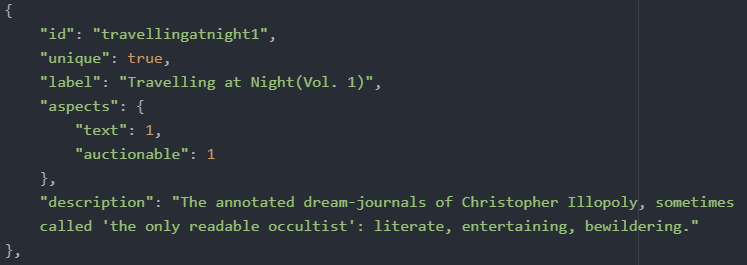 {
"id": "travellingatnight1",
"unique": true,
"label": "Travelling at Night(Vol. 1)",
"aspects": {
"text": 1,
"auctionable": 1
},
"description": "The annotated dream-journals of Christopher Illopoly, sometimes
called 'the only readable occultist': literate, entertaining, bewildering."
},